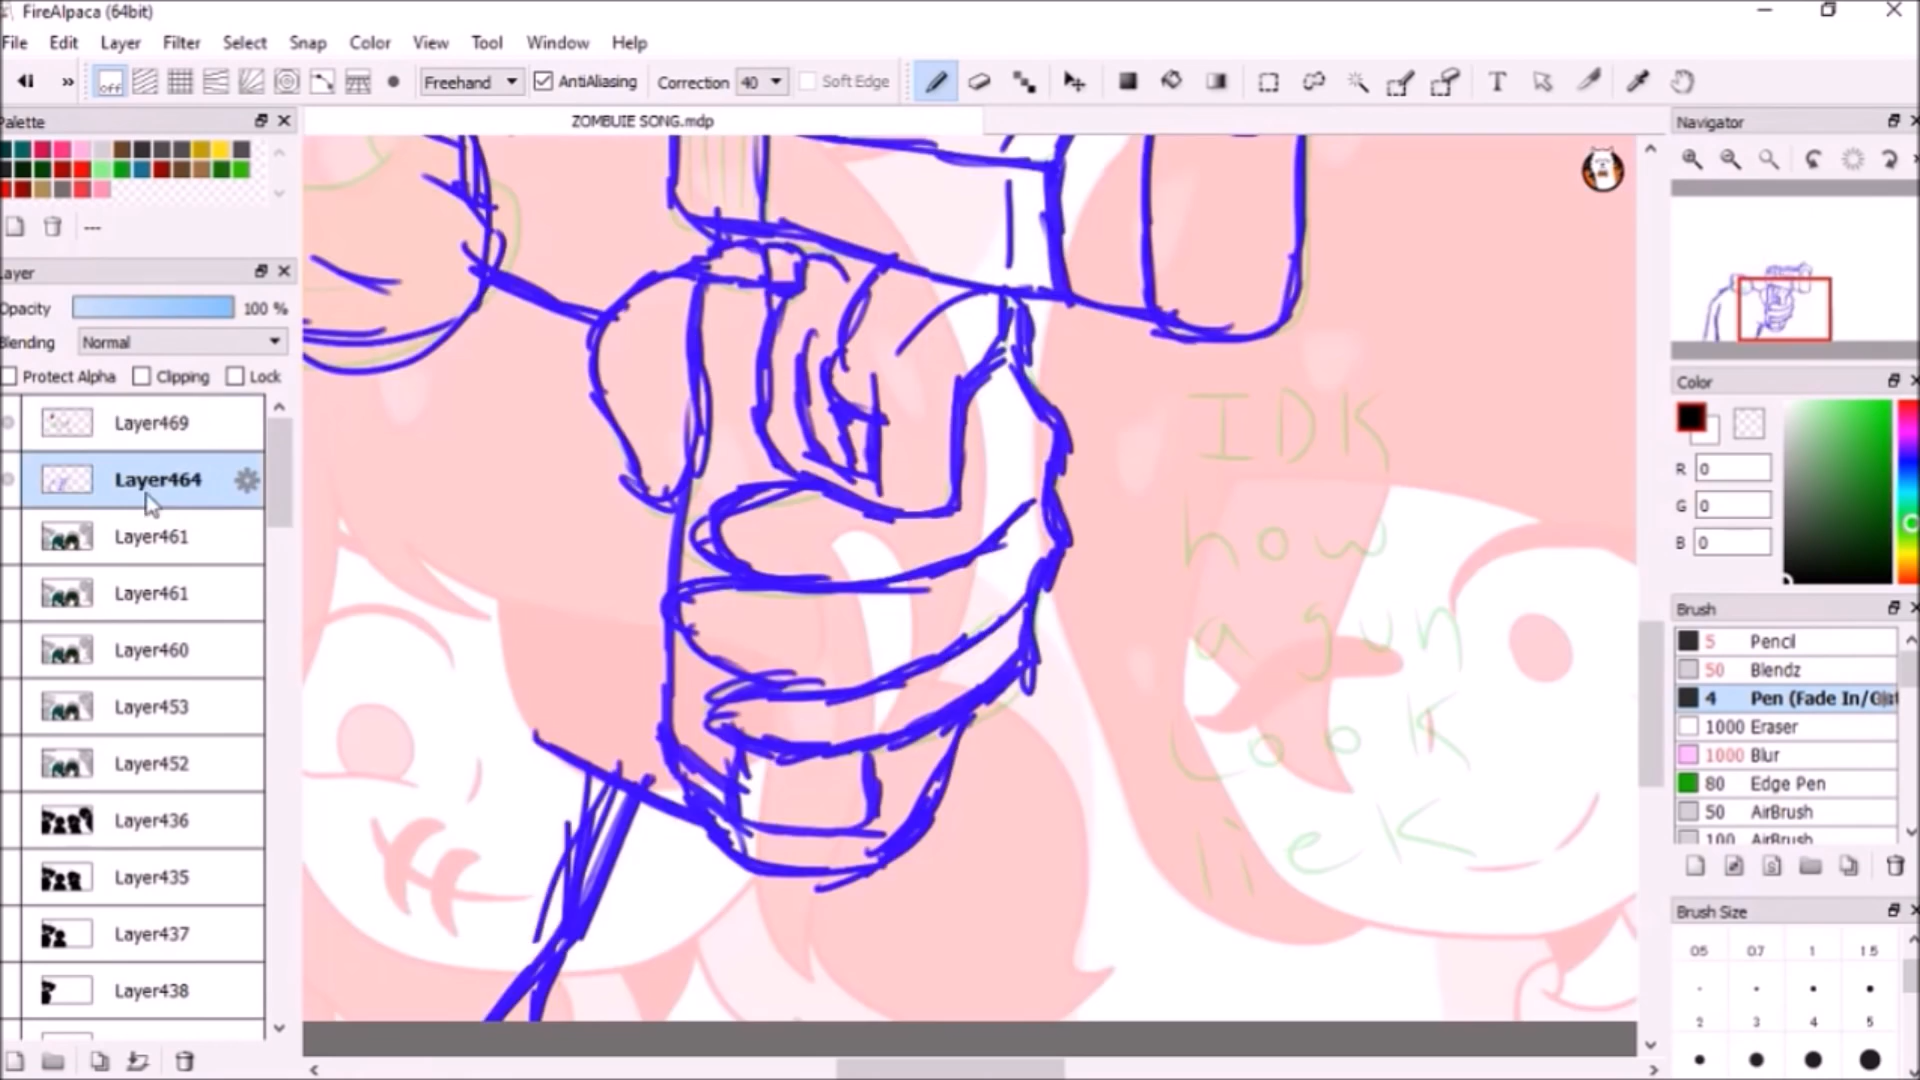 FireAlpaca (64bit)
File Edit Layer Filter Select Snap Color View Tool Window Help
off Freehand AntiAliasing Correction 40 Soft Edge T
Palette
ZOMBUIE SONG.mdp
Navigator
---
Layer
Opacity 100 %
Blending Normal
Protect Alpha Clipping Lock
Layer469
Layer464
Layer461
Layer461
Layer460
Layer453
Layer452
Layer436
Layer435
Layer437
Layer438
IDK
how
a gun
Look
liek
Color
R 0
G 0
B 0
Brush
5 Pencil
50 Blendz
4 Pen (Fade In/
1000 Eraser
1000 Blur
80 Edge Pen
50 AirBrush
100 AirBrush
Brush Size
05 07 1 15
2 3 4 5